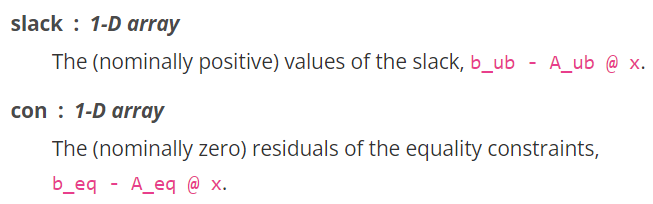 slack : 1-D array
The (nominally positive) values of the slack, b_ub - A_ub @ x.
con : 1-D array
The (nominally zero) residuals of the equality constraints,
b_eq - A_eq @ x.